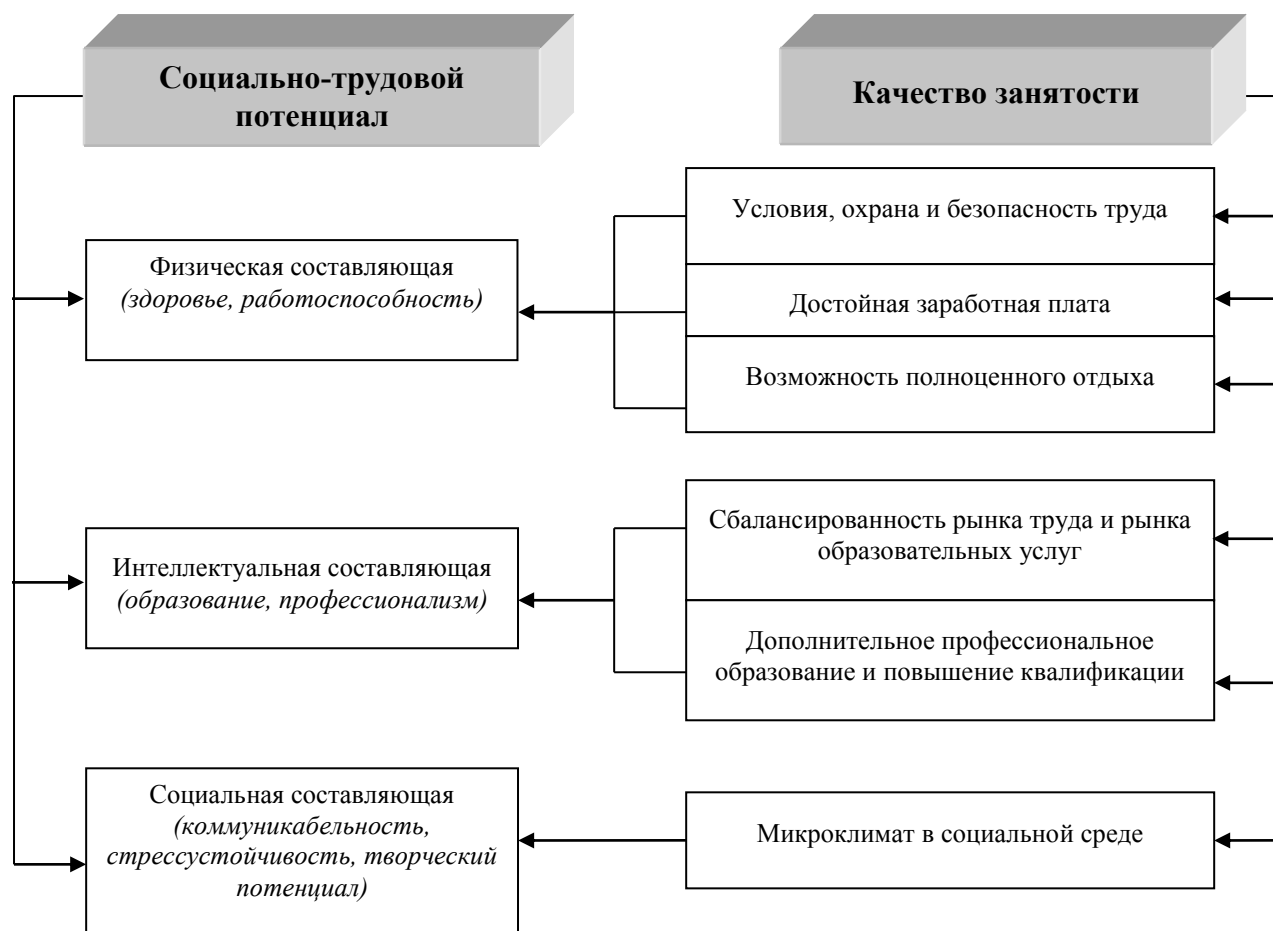 Социально-трудовой
потенциал
Качество занятости
Условия, охрана и безопасность труда
Физическая составляющая
(здоровье, работоспособность)
Достойная заработная плата
Возможность полноценного отдыха
Сбалансированность рынка труда и рынка
образовательных услуг
Интеллектуальная составляющая
(образование, профессионализм)
Дополнительное профессиональное
образование и повышение квалификации
Социальная составляющая
(коммуникабельность,
стрессустойчивость, творческий
потенциал)
Микроклимат в социальной среде